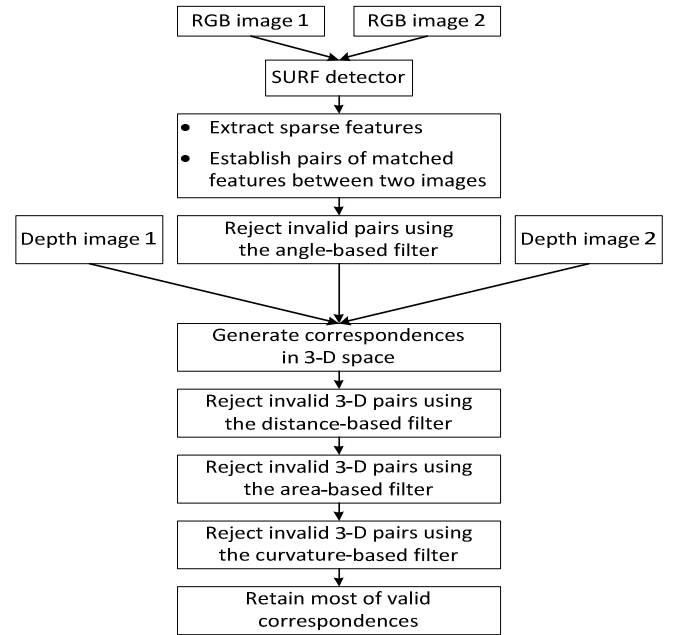 RGB image 1
RGB image 2
SURF detector
• Extract sparse features
• Establish pairs of matched
features between two images
Depth image 1
Reject invalid pairs using
the angle-based filter
Depth image 2
Generate correspondences
in 3-D space
Reject invalid 3-D pairs using
the distance-based filter
Reject invalid 3-D pairs using
the area-based filter
Reject invalid 3-D pairs using
the curvature-based filter
Retain most of valid
correspondences